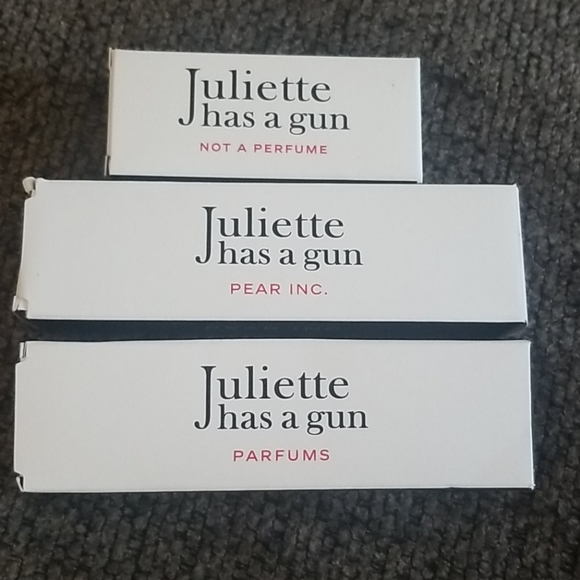 Juliette
has a gun
NOT A PERFUME
Juliette
has a gun
PEAR INC.
Juliette
has a gun
PARFUMS